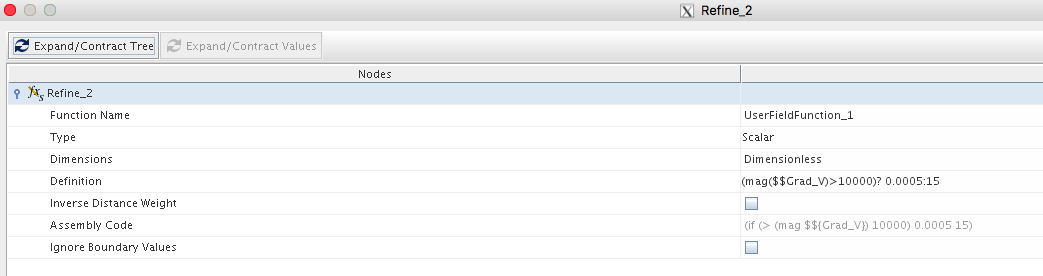 Refine_2
Expand/Contract Tree Expand/Contract Values
Nodes
Refine_2
Function Name UserFieldFunction_1
Type Scalar
Dimensions Dimensionless
Definition (mag($$Grad_V)>10000)? 0.0005:15
Inverse Distance Weight
Assembly Code (if (> (mag $${Grad_V}) 10000) 0.0005 15)
Ignore Boundary Values